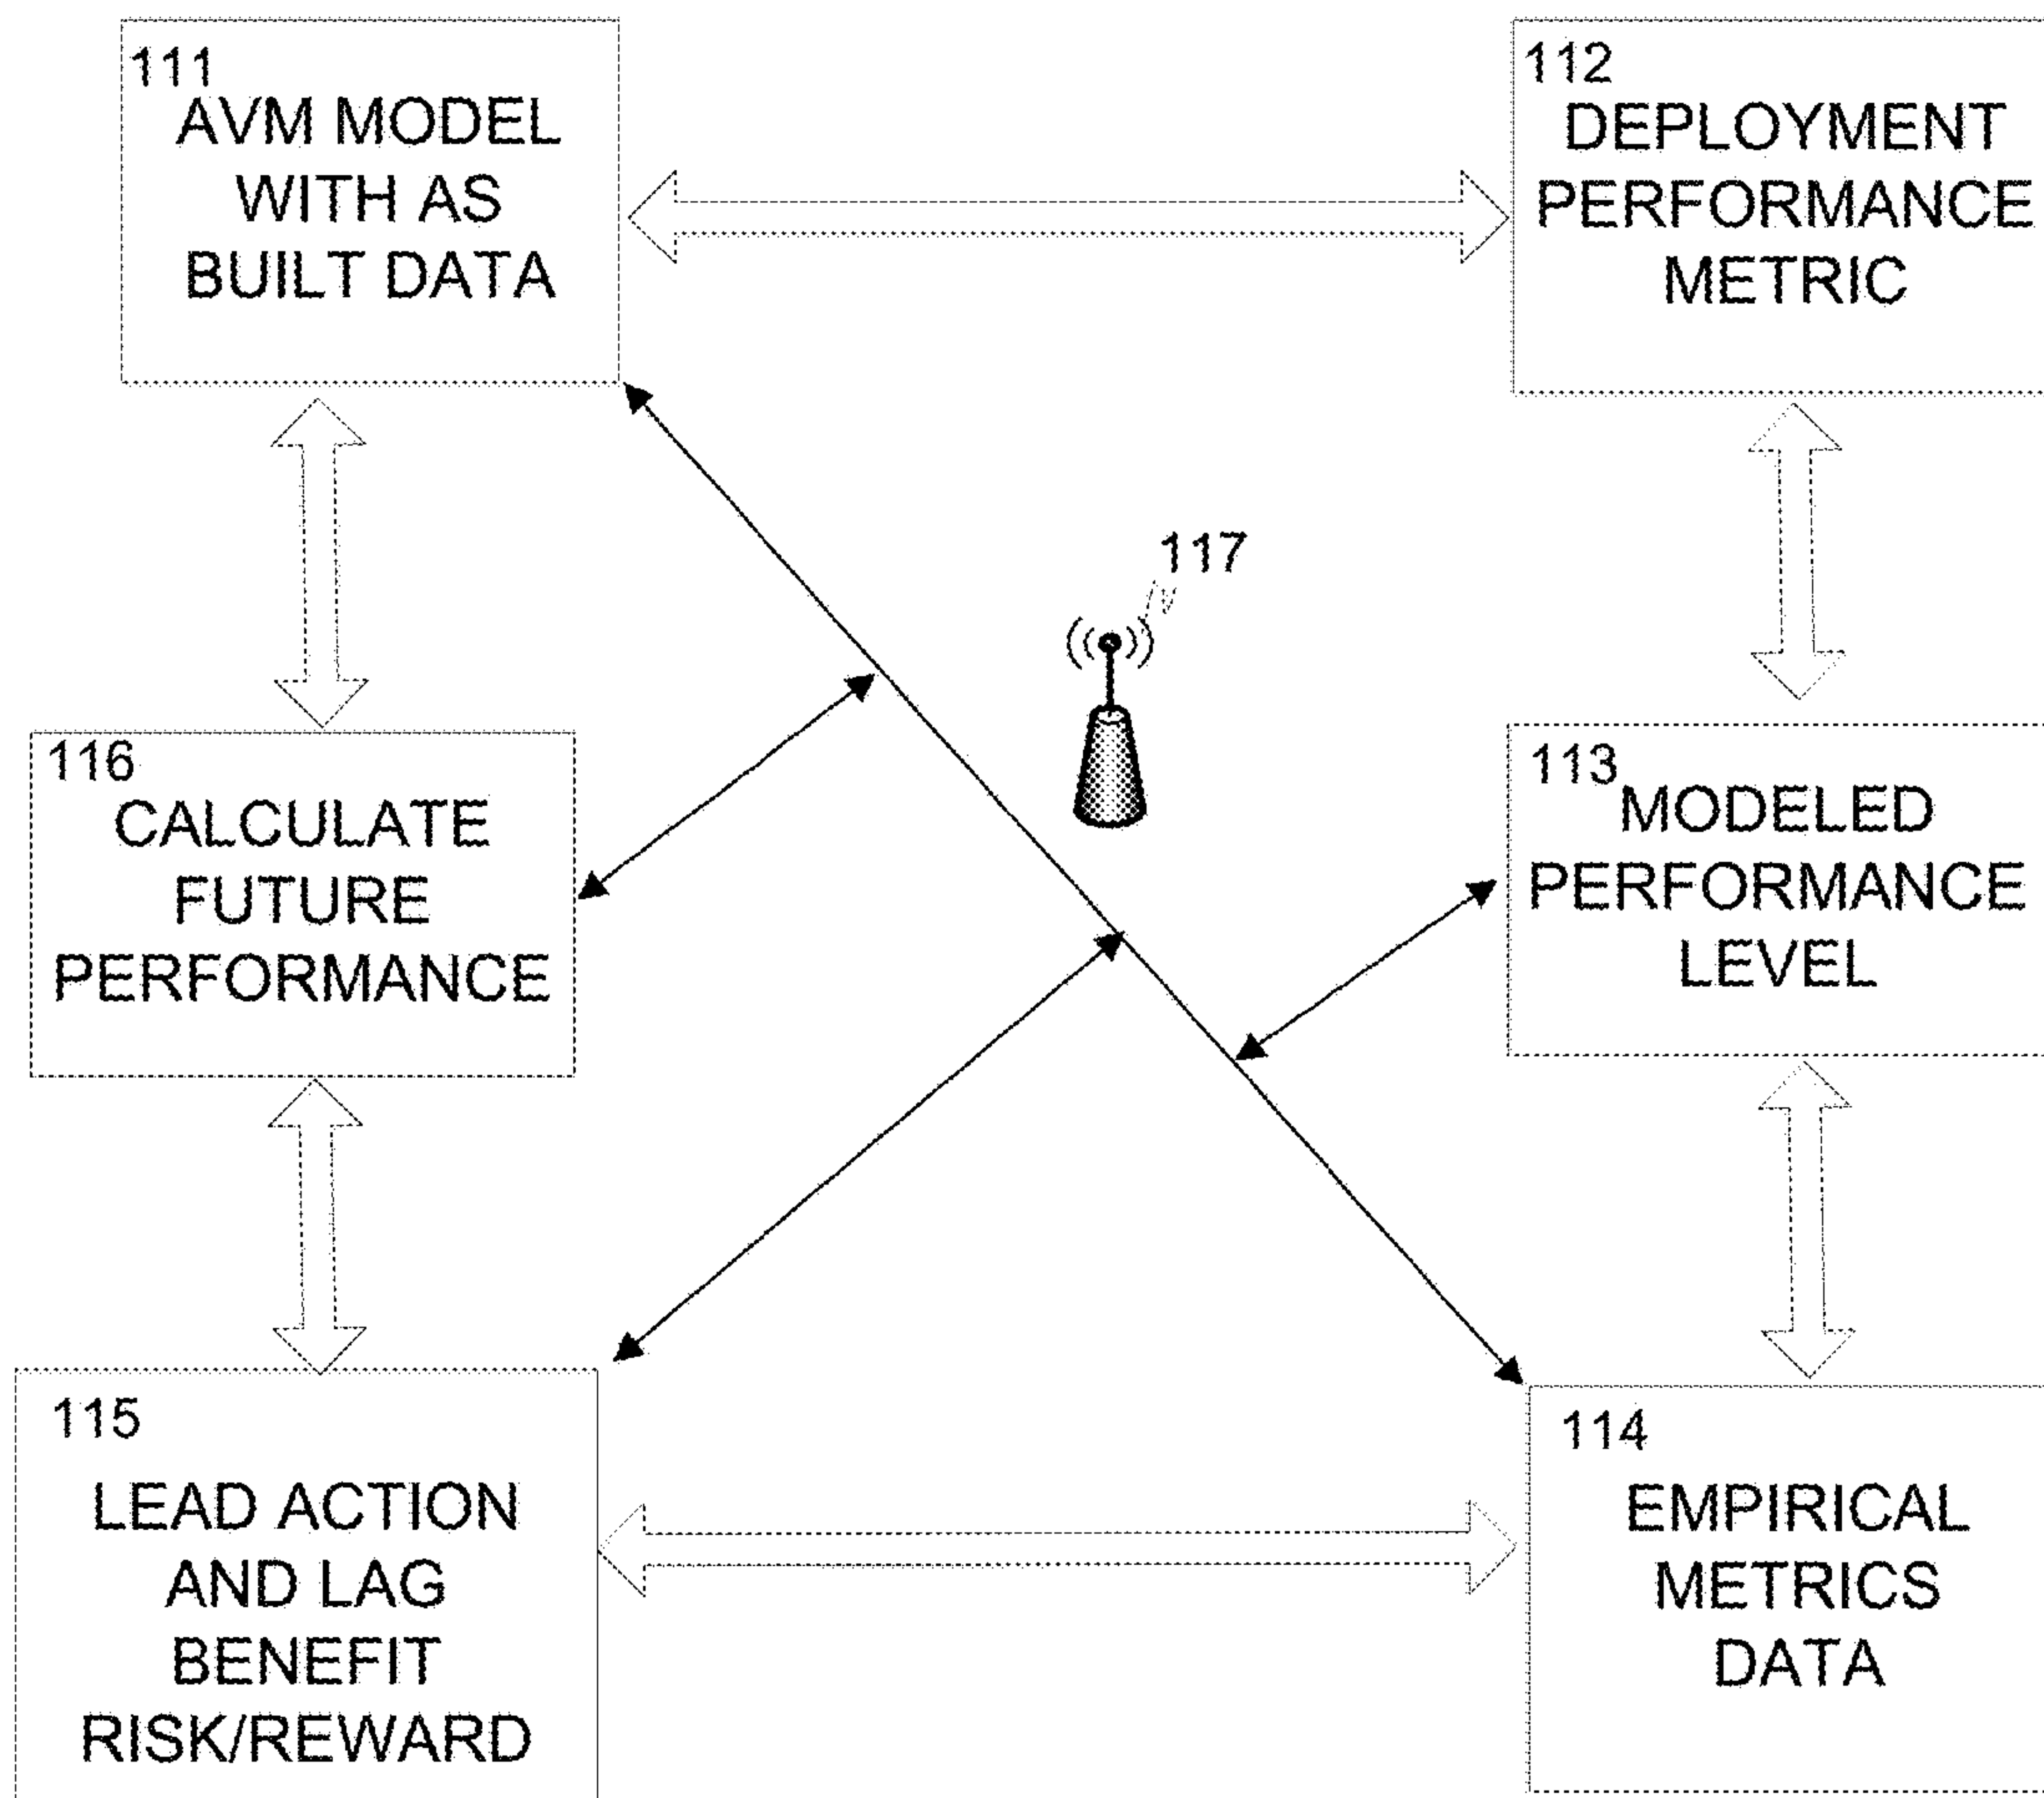 111
AVM MODEL
WITH AS
BUILT DATA
112
DEPLOYMENT
PERFORMANCE
METRIC
117
116
CALCULATE
FUTURE
PERFORMANCE
113
MODELED
PERFORMANCE
LEVEL
115
LEAD ACTION
AND LAG
BENEFIT
RISK/REWARD
114
EMPIRICAL
METRICS
DATA